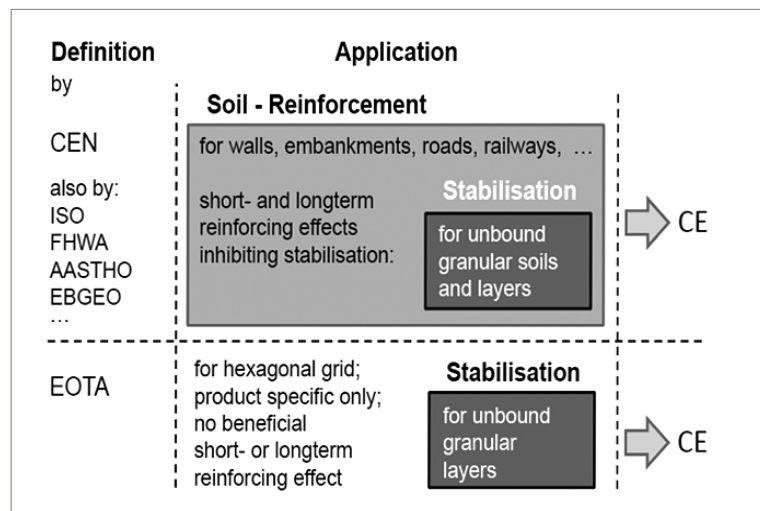 Definition
by
Application
Soil - Reinforcement
CEN
for walls, embankments, roads, railways, ...
also by:
ISO
FHWA
AASTHO
EBGEO
...
short- and longterm
reinforcing effects
inhibiting stabilisation:
Stabilisation
for unbound
granular soils
and layers
CE
EOTA
for hexagonal grid;
product specific only;
no beneficial
short- or longterm
reinforcing effect
Stabilisation
for unbound
granular
layers
CE